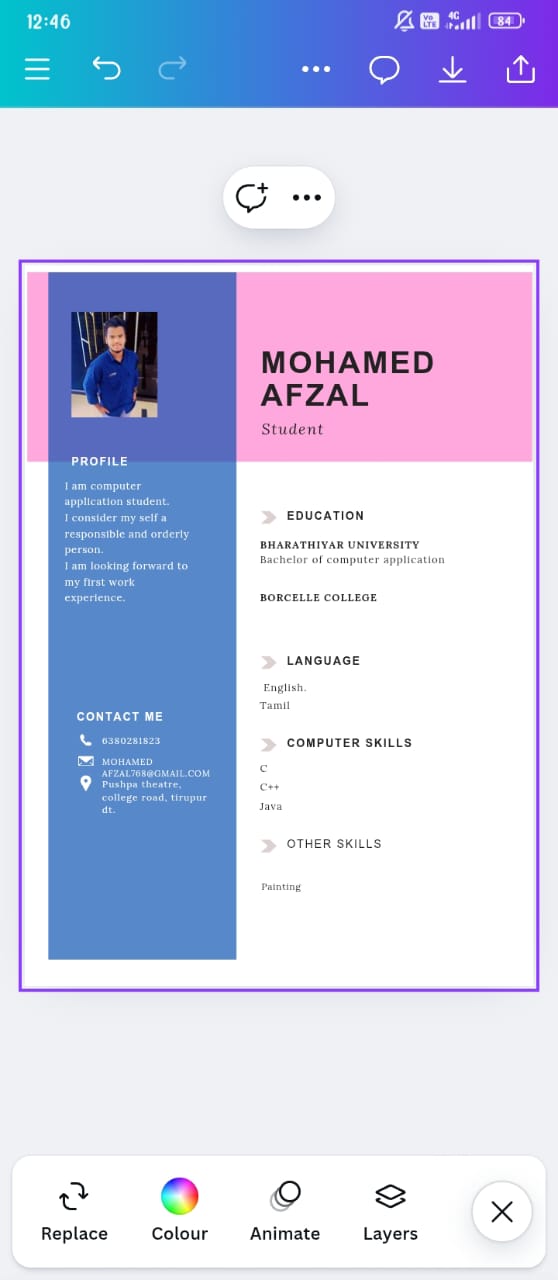 12:46
Vo
LTE
4G
84
MOHAMED
AFZAL
Student
PROFILE
I am computer
application student.
I consider my self a
responsible and orderly
person.
I am looking forward to
my first work
experience.
CONTACT ME
6380281823
MOHAMED
AFZAL768@GMAIL.COM
Pushpa theatre,
college road, tirupur
dt.
EDUCATION
BHARATHIYAR UNIVERSITY
Bachelor of computer application
BORCELLE COLLEGE
LANGUAGE
English.
Tamil
COMPUTER SKILLS
C
C++
Java
OTHER SKILLS
Painting
Replace
Colour
Animate
Layers